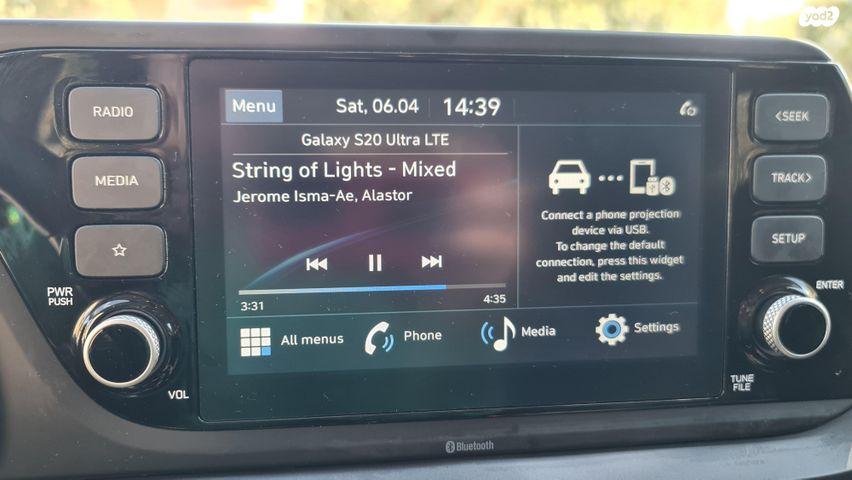 yad2
RADIO
MEDIA
☆
PWR
PUSH
VOL
Menu
Sat, 06.04
14:39
Galaxy S20 Ultra LTE
String of Lights - Mixed
Jerome Isma-Ae, Alastor
3:31
4:35
Connect a phone projection
device via USB.
To change the default
connection, press this widget
and edit the settings.
All menus
Phone
Media
Settings
<SEEK
TRACK>
SETUP
ENTER
TUNE
FILE
Bluetooth